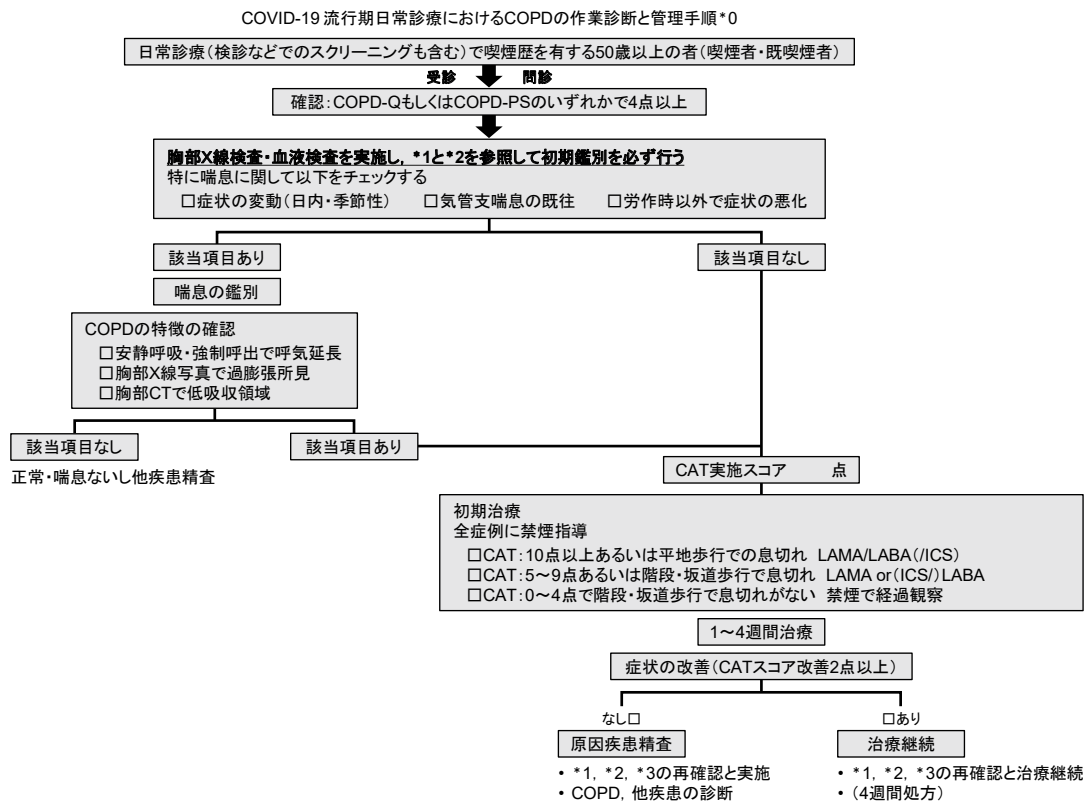 COVID-19 流行期日常診療におけるCOPDの作業診断と管理手順*0
日常診療(検診などでのスクリーニングも含む)で喫煙歴を有する50歳以上の者(喫煙者・既喫煙者)
受診 問診
確認:COPD-QもしくはCOPD-PSのいずれかで4点以上
胸部X線検査・血液検査を実施し, *1と*2を参照して初期鑑別を必ず行う
特に喘息に関して以下をチェックする
□症状の変動(日内・季節性) □気管支喘息の既往 □労作時以外で症状の悪化
該当項目あり 該当項目なし
喘息の鑑別
COPDの特徴の確認
□安静呼吸・強制呼出で呼気延長
□胸部X線写真で過膨張所見
□胸部CTで低吸収領域
該当項目なし 該当項目あり
正常・喘息ないし他疾患精査
CAT実施スコア 点
初期治療
全症例に禁煙指導
□CAT:10点以上あるいは平地歩行での息切れ LAMA/LABA(/ICS)
□CAT:5〜9点あるいは階段・坂道歩行で息切れ LAMA or(ICS/)LABA
□CAT:0〜4点で階段・坂道歩行で息切れがない 禁煙で経過観察
1〜4週間治療
症状の改善(CATスコア改善2点以上)
なし□ □あり
原因疾患精査
・*1, *2, *3の再確認と実施
・COPD, 他疾患の診断
治療継続
・*1, *2, *3の再確認と治療継続
・(4週間処方)